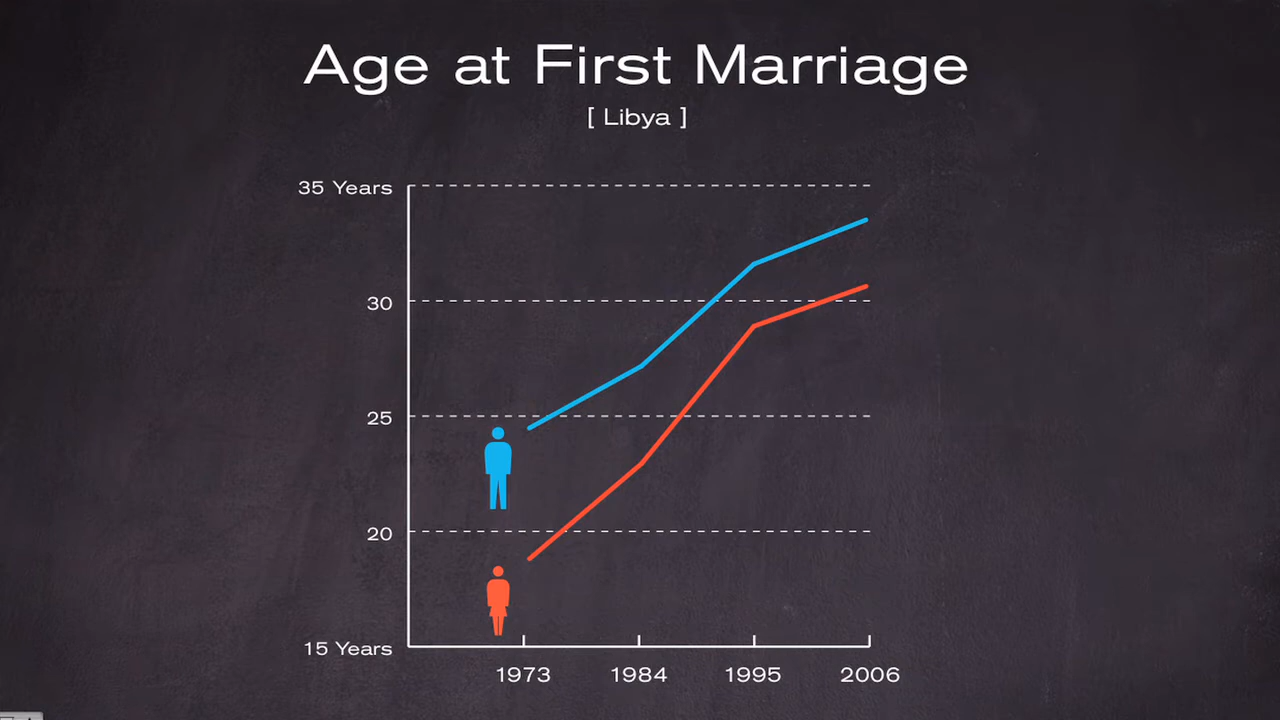 Age at First Marriage
[ Libya ]
35 Years
30
25
20
15 Years
1973 1984 1995 2006